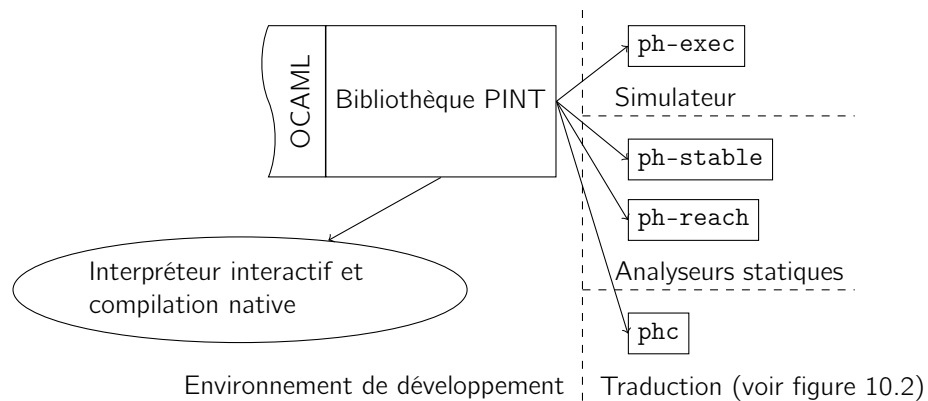 OCAML
Bibliothèque PINT
ph-exec
Simulateur
ph-stable
ph-reach
Analyseurs statiques
phc
Interpréteur interactif et
compilation native
Environnement de développement
Traduction (voir figure 10.2)